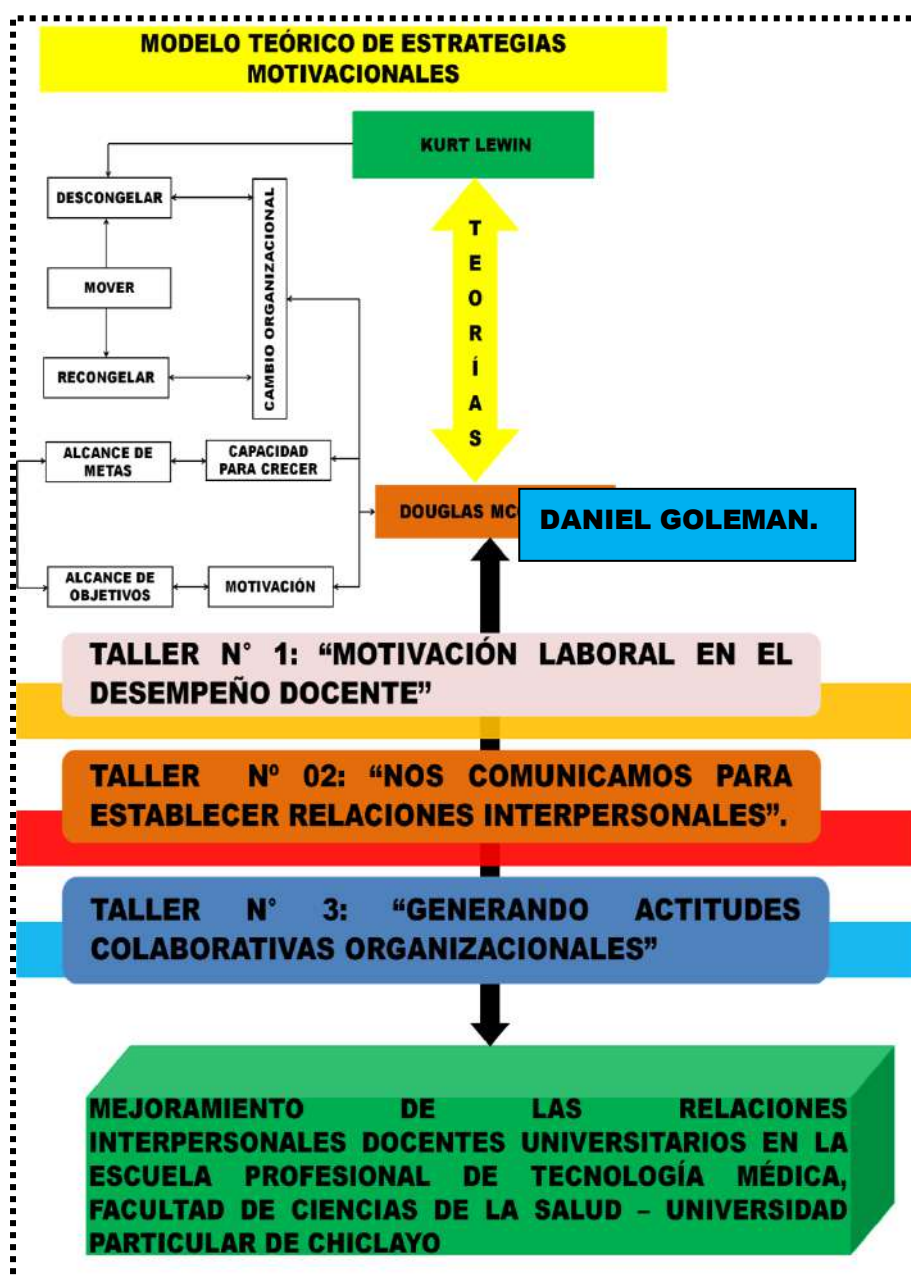 MODELO TEÓRICO DE ESTRATEGIAS
MOTIVACIONALES
KURT LEWIN
DESCONGELAR
MOVER
RECONGELAR
CAMBIO ORGANIZACIONAL
TEORÍAS
ALCANCE DE
METAS
CAPACIDAD
PARA CRECER
DOUGLAS
DANIEL GOLEMAN.
ALCANCE DE
OBJETIVOS
MOTIVACIÓN
TALLER N° 1: “MOTIVACIÓN LABORAL EN EL
DESEMPEÑO DOCENTE”
TALLER Nº 02: “NOS COMUNICAMOS PARA
ESTABLECER RELACIONES INTERPERSONALES”.
TALLER N° 3: “GENERANDO ACTITUDES
COLABORATIVAS ORGANIZACIONALES”
MEJORAMIENTO DE LAS RELACIONES
INTERPERSONALES DOCENTES UNIVERSITARIOS EN LA
ESCUELA PROFESIONAL DE TECNOLOGÍA MÉDICA,
FACULTAD DE CIENCIAS DE LA SALUD – UNIVERSIDAD
PARTICULAR DE CHICLAYO